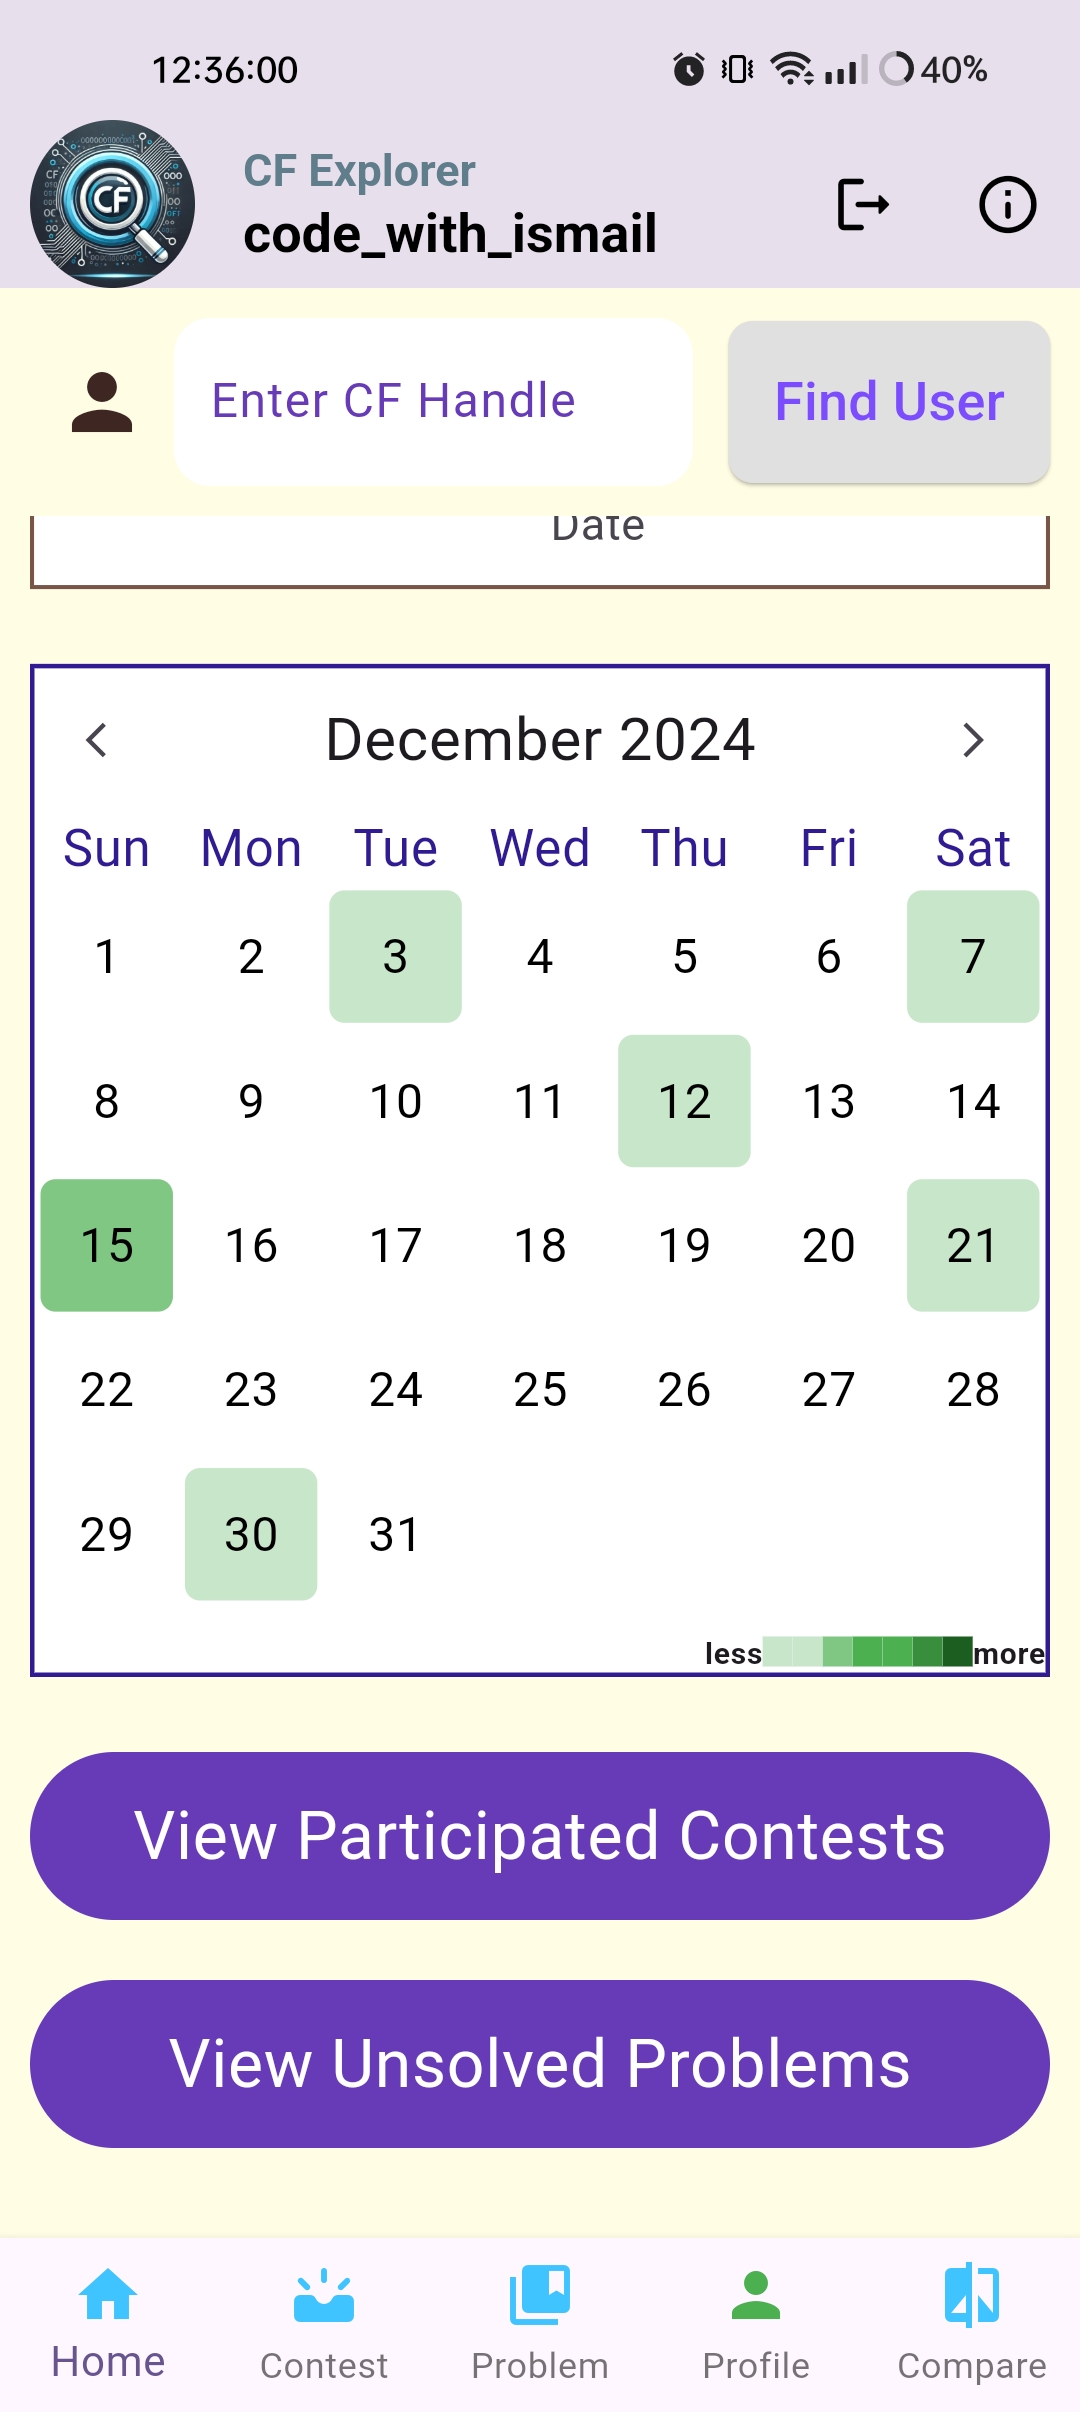 12:36:00 40%
CF Explorer
code_with_ismail
Enter CF Handle
Find User
Date
December 2024
Sun Mon Tue Wed Thu Fri Sat
1 2 3 4 5 6 7
8 9 10 11 12 13 14
15 16 17 18 19 20 21
22 23 24 25 26 27 28
29 30 31
less more
View Participated Contests
View Unsolved Problems
Home Contest Problem Profile Compare